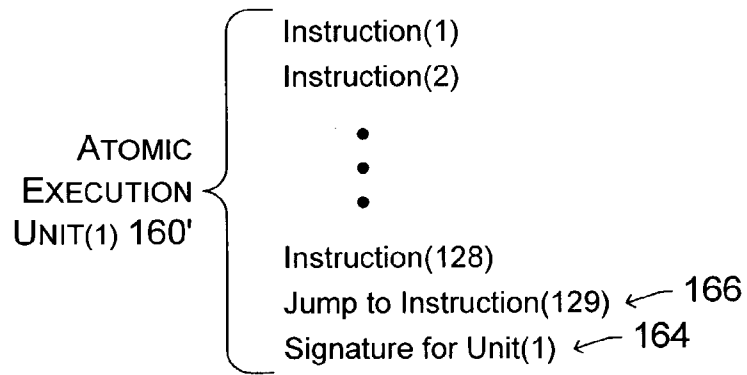 Instruction(1)
Instruction(2)
ATOMIC
EXECUTION
UNIT(1) 160'
Instruction(128)
Jump to Instruction(129) 166
Signature for Unit(1) 164